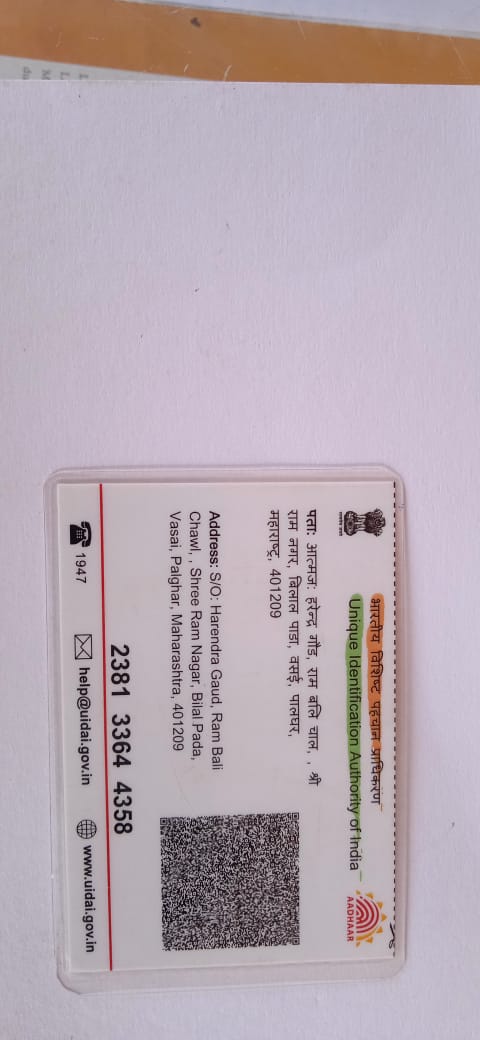 भारतीय विशिष्ट पहचान प्राधिकरण
Unique Identification Authority of India
AADHAAR
पता: आत्मज: हरेन्द्र गौड, राम बलि चाल, , श्री
राम नगर, बिलाल पाडा, वसई, पालघर,
महाराष्ट्र, 401209
Address: S/O: Harendra Gaud, Ram Bali
Chawl, , Shree Ram Nagar, Bilal Pada,
Vasai, Palghar, Maharashtra, 401209
2381 3364 4358
1947
help@uidai.gov.in
www.uidai.gov.in